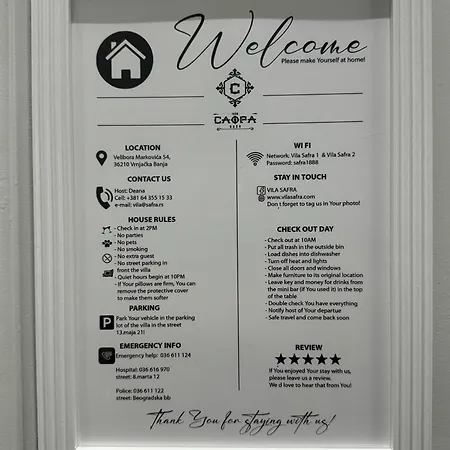 Welcome
Please make Yourself at home!
C
САФРА
LOCATION
Velibora Markovića 54,
36210 Vrnjačka Banja
CONTACT US
Host: Deana
Cell: +381 64 355 15 33
e-mail: vila@safra.rs
HOUSE RULES
- Check in at 2PM
- No parties
- No pets
- No smoking
- No extra guest
- No street parking in
front the villa
- Quiet hours begin at 10PM
- If Your pillows are firm, You can
remove the protective cover
to make them softer
PARKING
P
Park Your vehicle in the parking
lot of the villa in the street
13.maja 21!
EMERGENCY INFO
Emergency help: 036 611 124
Hospital: 036 616 970
street: 8.marta 12
Police: 036 611 122
street: Beogradska bb
WI FI
Network: Vila Safra 1 & Vila Safra 2
Password: safra1888
STAY IN TOUCH
VILA SAFRA
www.vilasafra.com
Don t forget to tag us in Your photo!
CHECK OUT DAY
- Check out at 10AM
- Put all trash in the outside bin
- Load dishes into dishwasher
- Turn off heat and lights
- Close all doors and windows
- Make furniture to its original location
- Leave key and money for drinks from
the mini bar (if You used it) in the top
of the table
- Double check You have everything
- Notify host of Your departue
- Safe travel and come back soon
REVIEW
If You enjoyed Your stay with us,
please leave us a review.
We d love to hear that from You!
Thank You for staying with us!